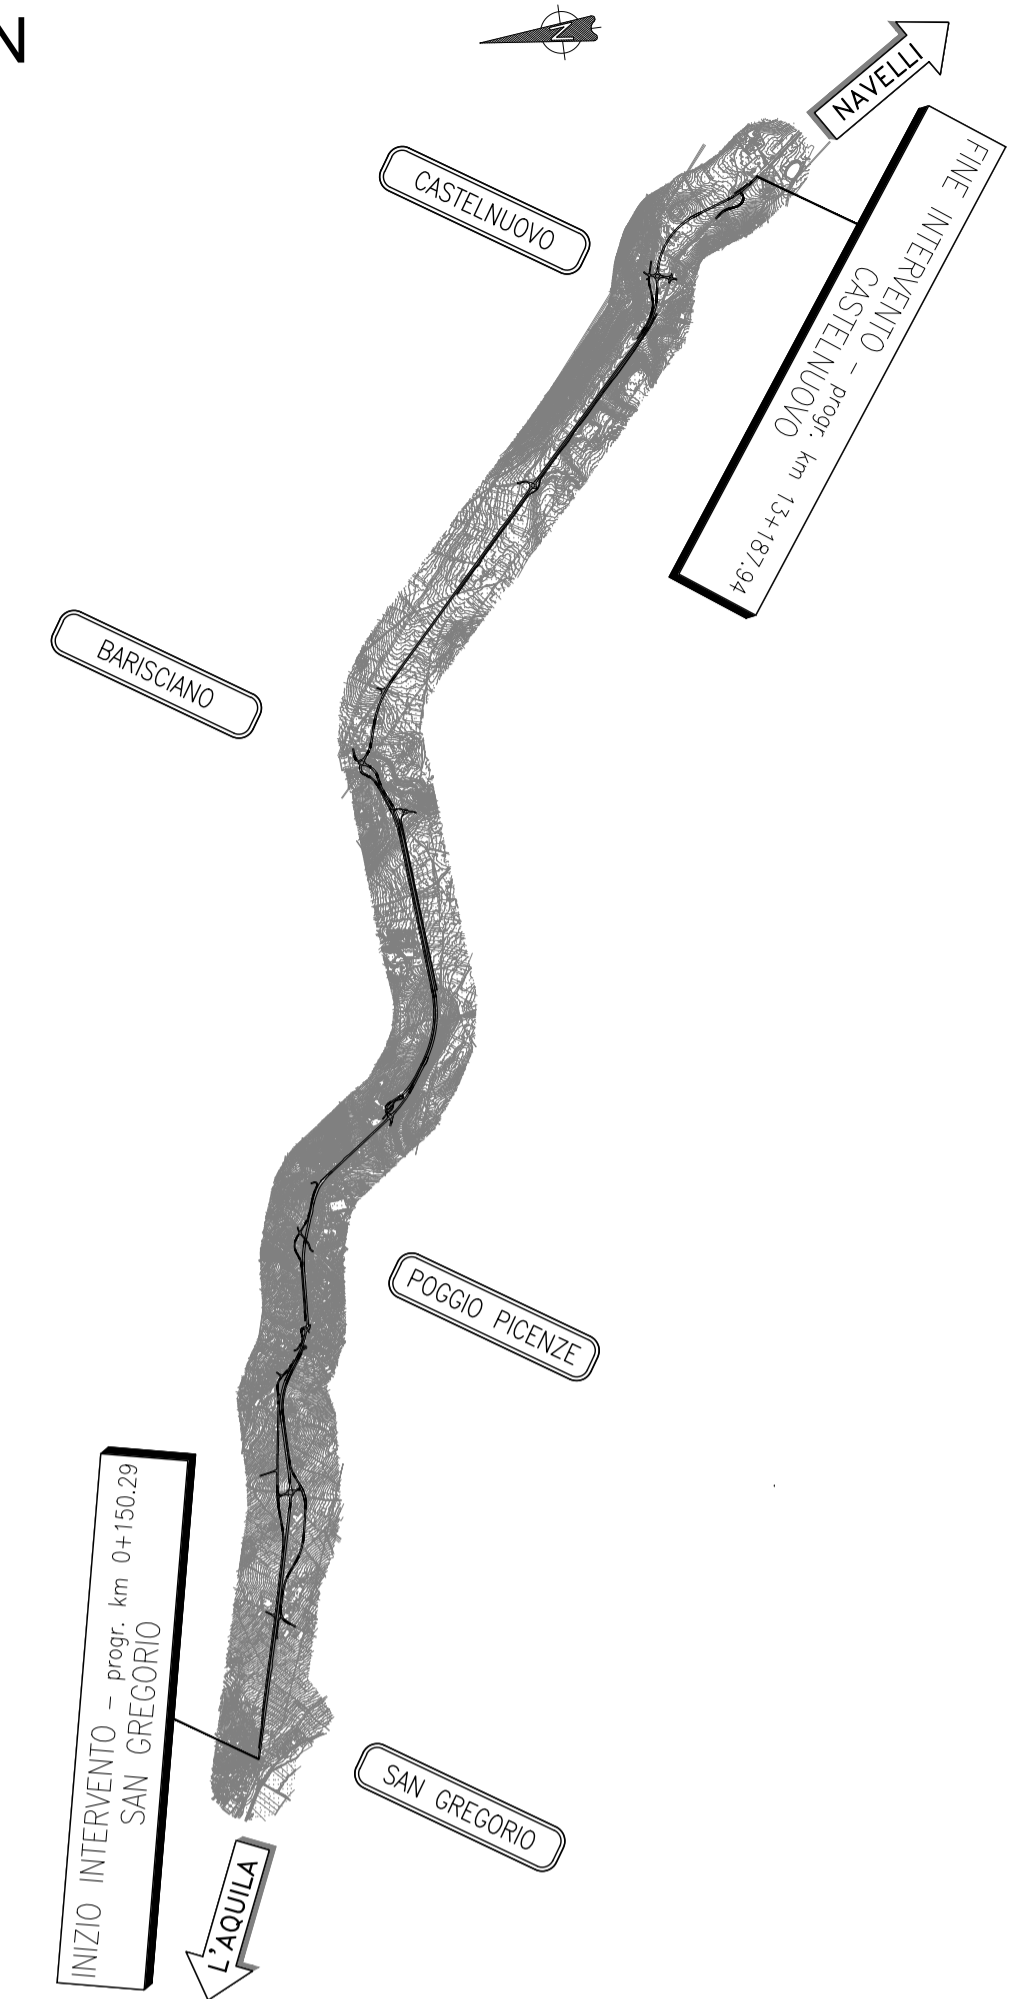 N
N
NAVELLI
CASTELNUOVO
FINE INTERVENTO – progr. km 13+187.94
CASTELNUOVO
BARISCIANO
POGGIO PICENZE
INIZIO INTERVENTO – progr. km 0+150.29
SAN GREGORIO
SAN GREGORIO
L'AQUILA